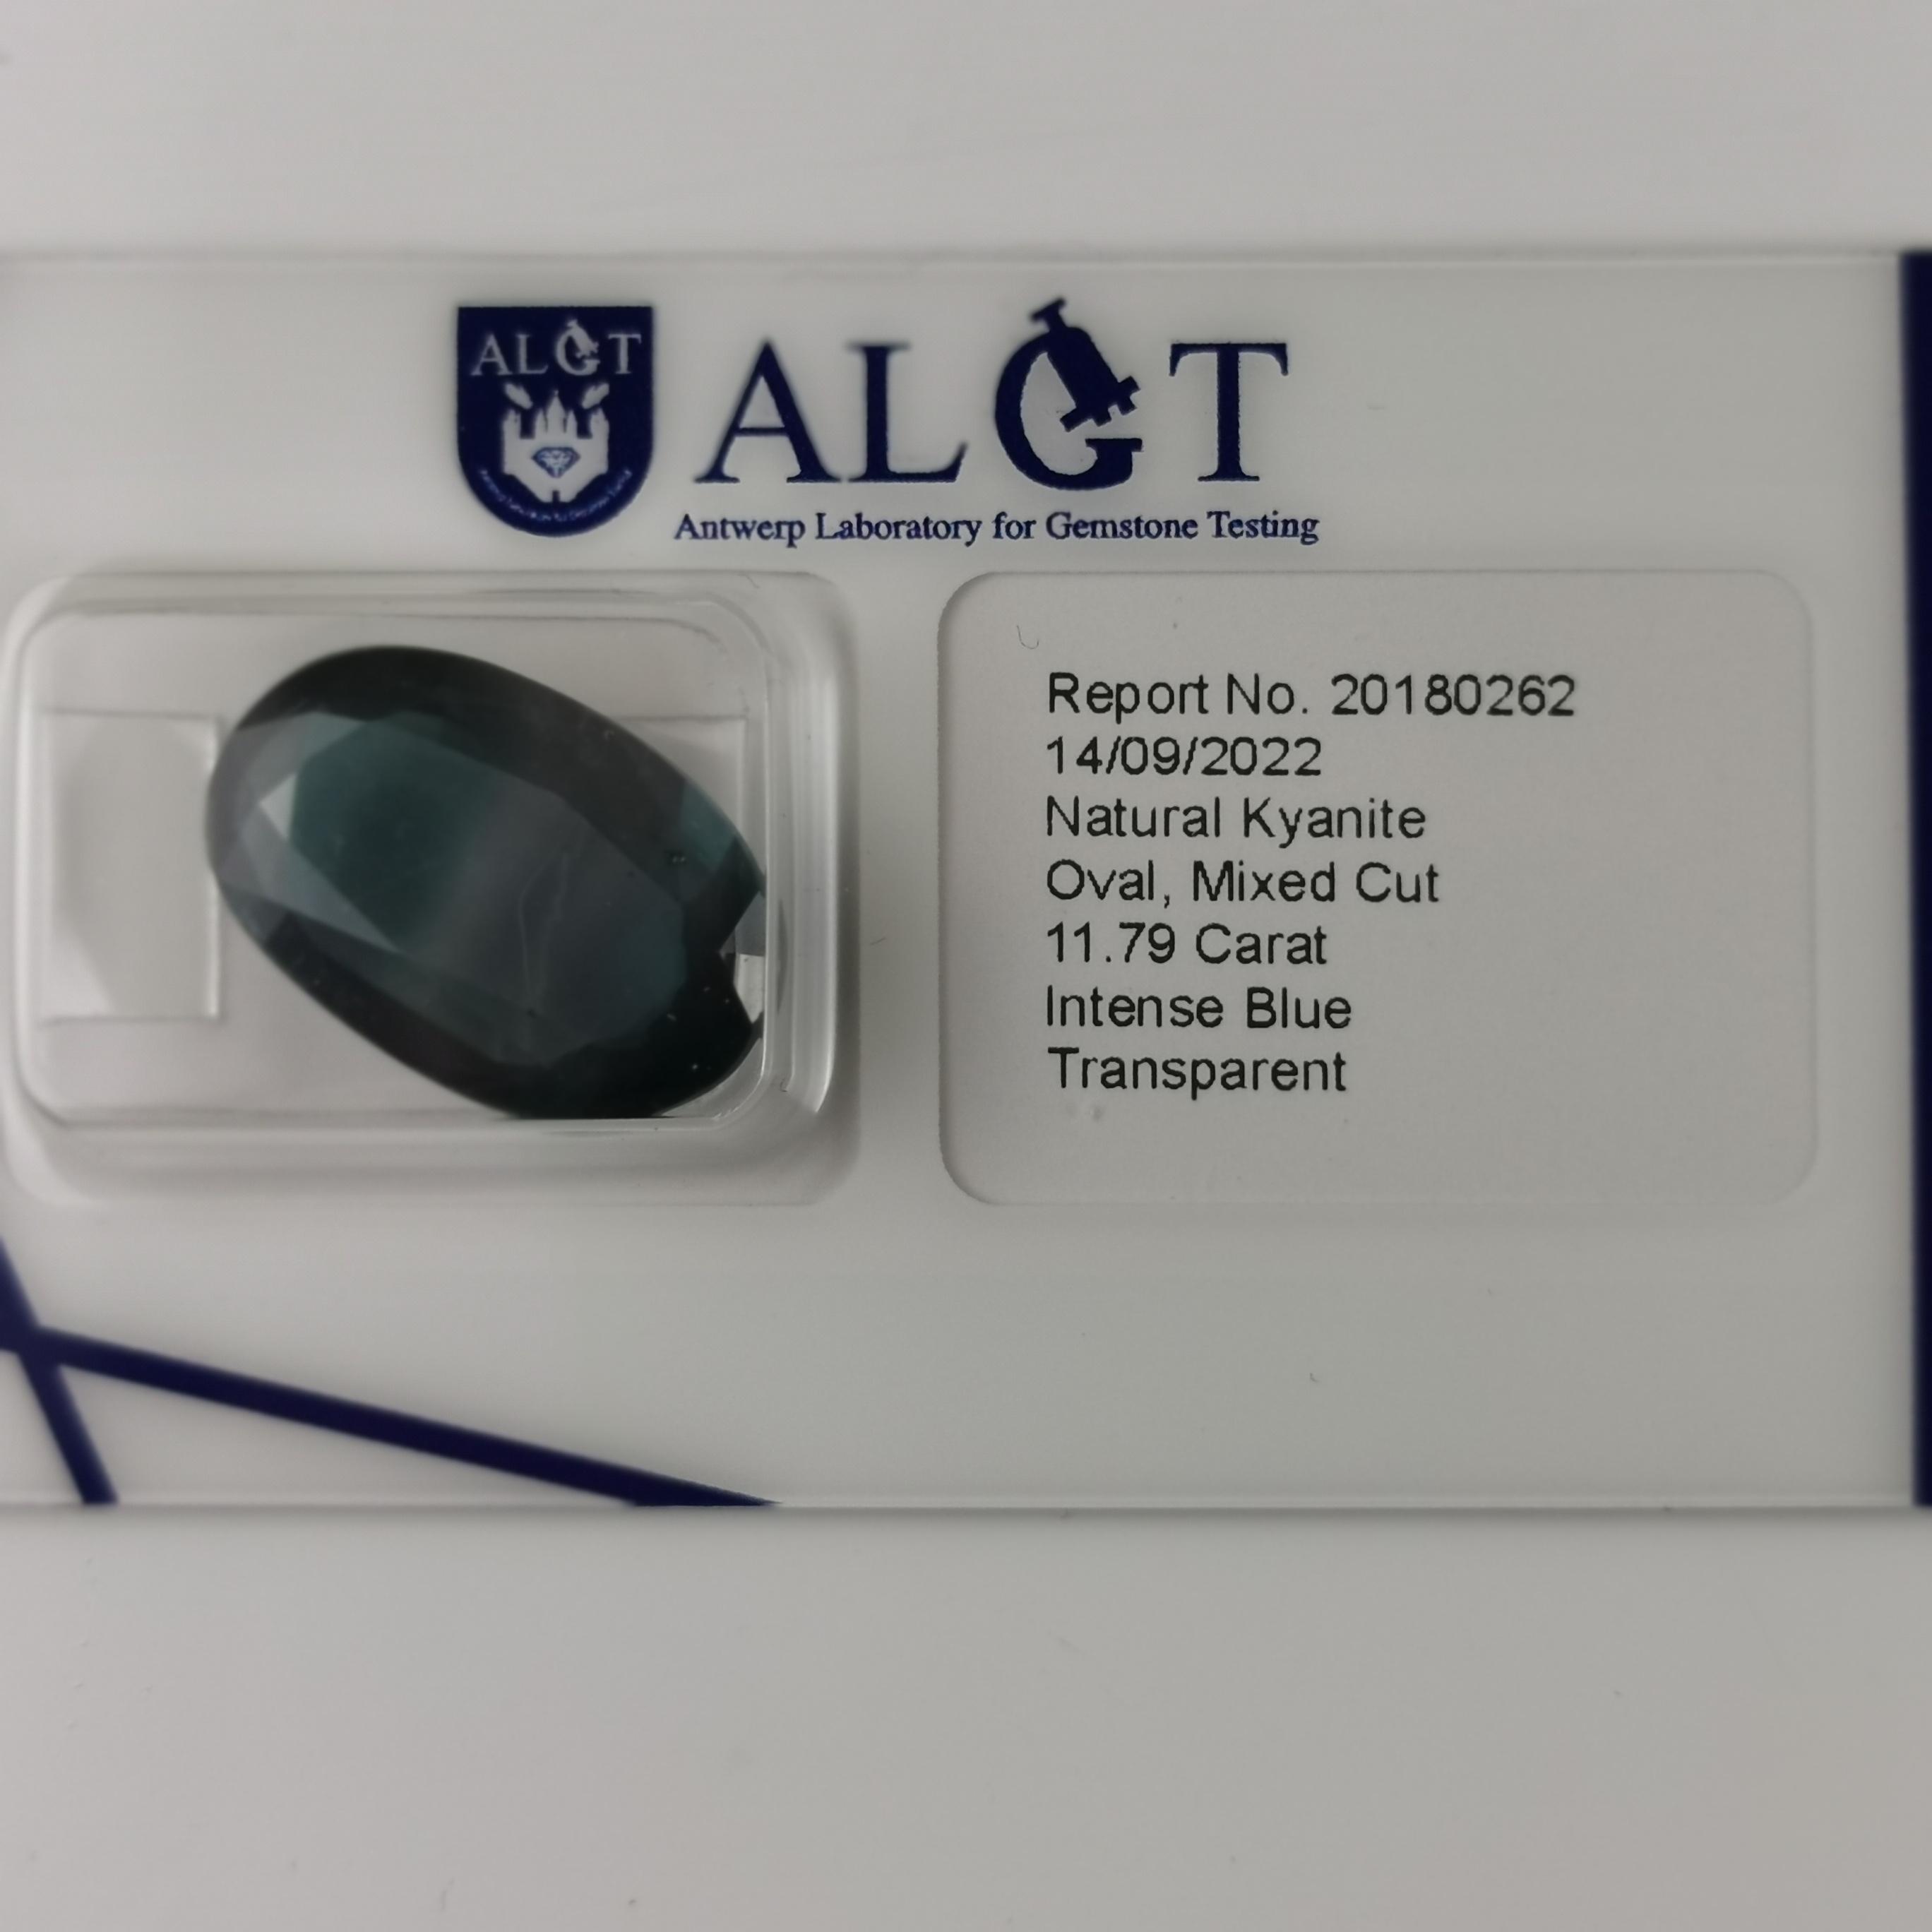 ALGT
ALGT
Antwerp Laboratory for Gemstone Testing
Report No. 20180262
14/09/2022
Natural Kyanite
Oval, Mixed Cut
11.79 Carat
Intense Blue
Transparent